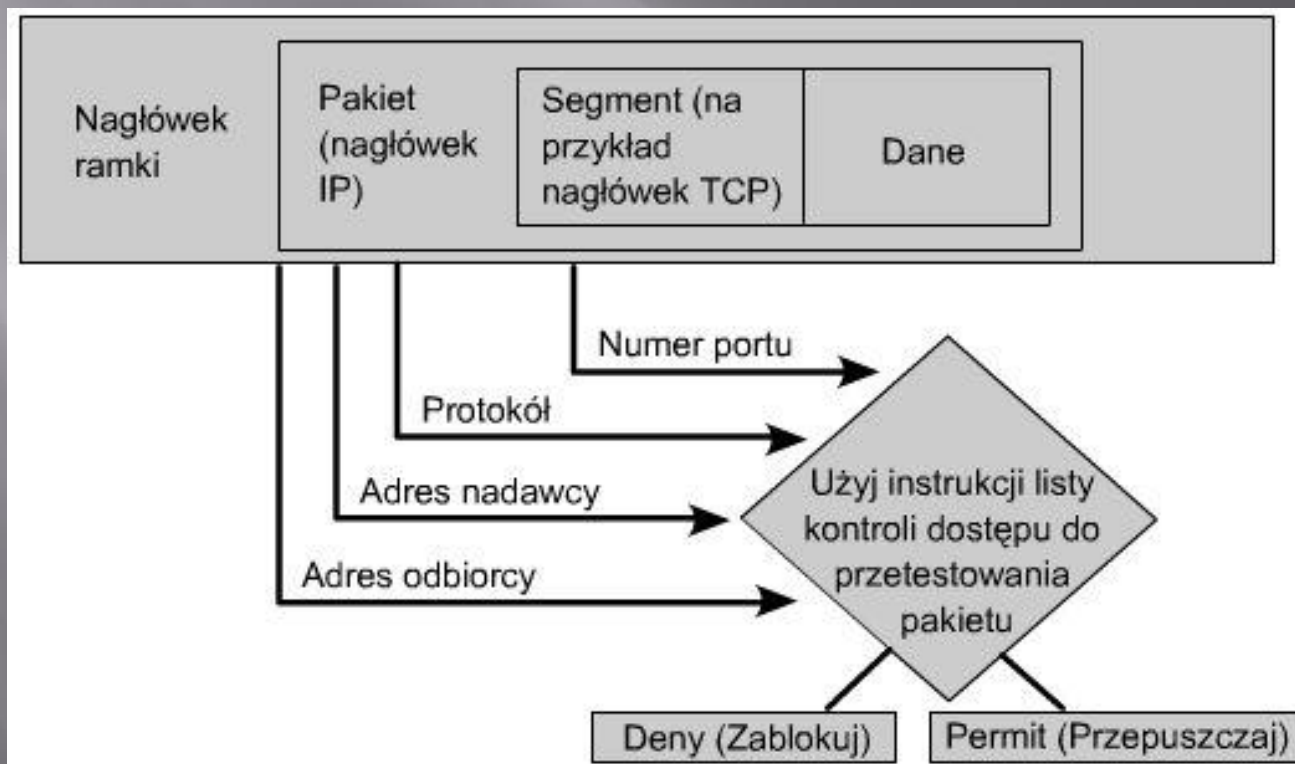 Nagłówek
ramki
Pakiet
(nagłówek
IP)
Segment (na
przykład
nagłówek TCP)
Dane
Numer portu
Protokół
Adres nadawcy
Adres odbiorcy
Użyj instrukcji listy
kontroli dostępu do
przetestowania
pakietu
Deny (Zablokuj)
Permit (Przepuszczaj)